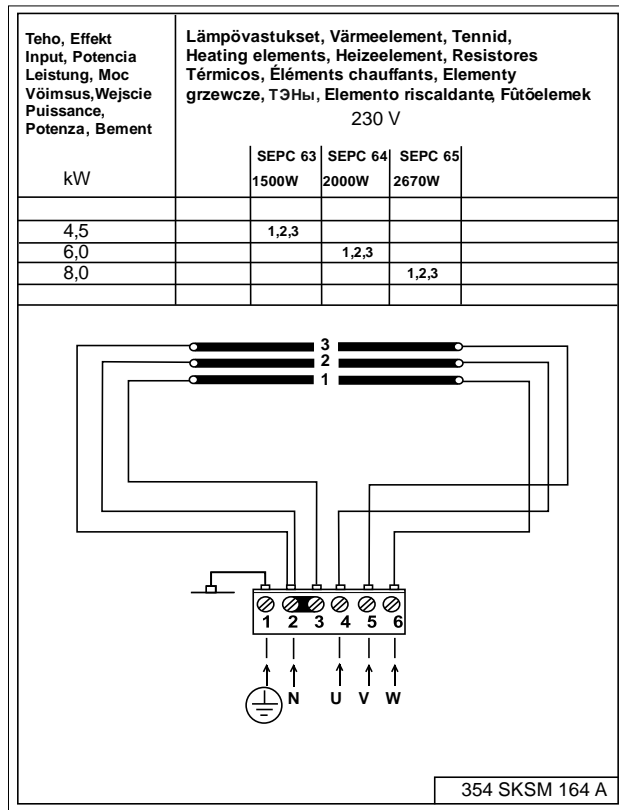 Teho, Effekt
Input, Potencia
Leistung, Moc
Vöimsus,Wejscie
Puissance,
Potenza, Bement
Lämpövastukset, Värmeelement, Tennid,
Heating elements, Heizeelement, Resistores
Térmicos, Éléments chauffants, Elementy
grzewcze, ТЭНы, Elemento riscaldante, Fûtöelemek
230 V
kW
SEPC 63 SEPC 64 SEPC 65
1500W 2000W 2670W
4,5 1,2,3
6,0 1,2,3
8,0 1,2,3
3
2
1
1 2 3 4 5 6
N U V W
354 SKSM 164 A